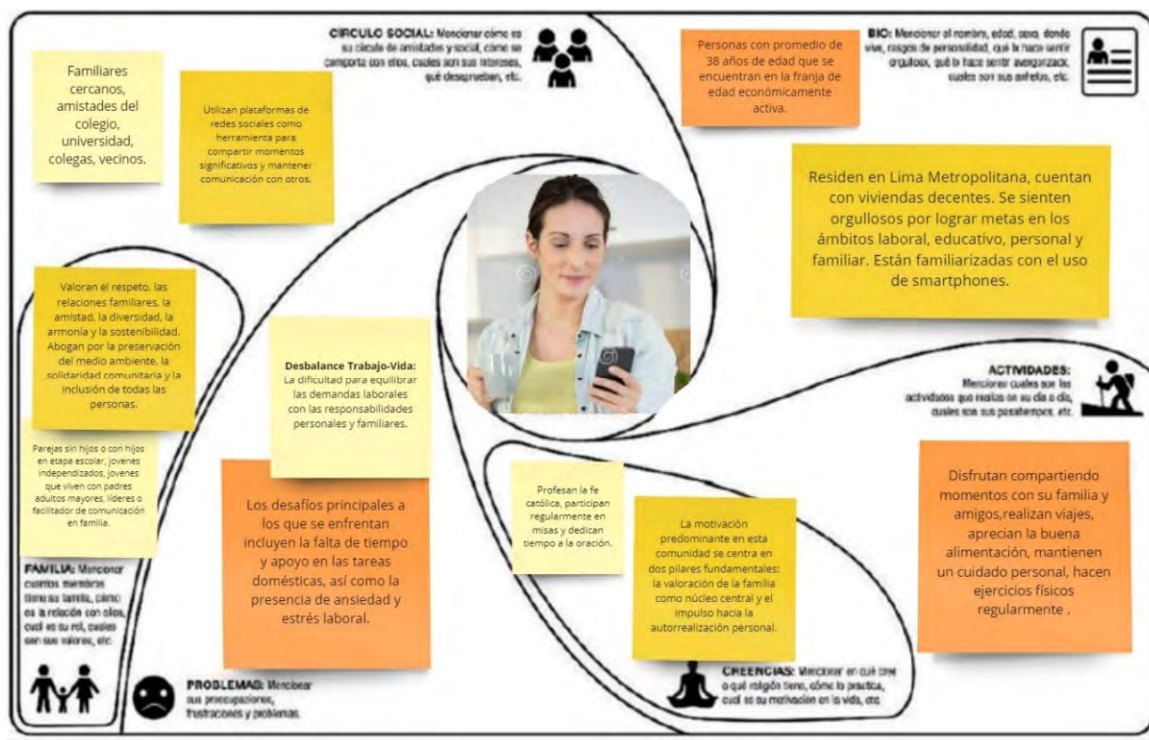 CÍRCULO SOCIAL: Mencionar cómo es
su círculo de amistades y social, cómo se
comporta con ellos, cuales son sus intereses,
qué desaprueban, etc.
BIO: Mencionar el nombre, edad, sexo, donde
vive, rasgos de personalidad, qué le hace sentir
orgulloso, qué lo hace sentir avergonzado,
cuales son sus anhelos, etc.
Familiares
cercanos,
amistades del
colegio,
universidad,
colegas, vecinos.
Utilizan plataformas de
redes sociales como
herramienta para
compartir momentos
significativos y mantener
comunicación con otros.
Personas con promedio de
38 años de edad que se
encuentran en la franja de
edad económicamente
activa.
Residen en Lima Metropolitana, cuentan
con viviendas decentes. Se sienten
orgullosos por lograr metas en los
ámbitos laboral, educativo, personal y
familiar. Están familiarizadas con el uso
de smartphones.
Valoran el respeto, las
relaciones familiares, la
amistad, la diversidad, la
armonía y la sostenibilidad.
Abogan por la preservación
del medio ambiente, la
solidaridad comunitaria y la
inclusión de todas las
personas.
Parejas sin hijos o con hijos
en etapa escolar, jovenes
independizados, jovenes
que viven con padres
adultos mayores, líderes o
facilitador de comunicación
en familia.
FAMILIA: Mencionar
cuantos miembros
tiene su familia, cómo
es la relación con ellos,
cual es su rol, cuales
son sus valores, etc.
Desbalance Trabajo-Vida:
La dificultad para equilibrar
las demandas laborales
con las responsabilidades
personales y familiares.
Los desafíos principales a
los que se enfrentan
incluyen la falta de tiempo
y apoyo en las tareas
domésticas, así como la
presencia de ansiedad y
estrés laboral.
PROBLEMAS: Mencionar
sus preocupaciones,
frustraciones y problemas.
Profesan la fe
católica, participan
regularmente en
misas y dedican
tiempo a la oración.
La motivación
predominante en esta
comunidad se centra en
dos pilares fundamentales:
la valoración de la familia
como núcleo central y el
impulso hacia la
autorrealización personal.
CREENCIAS: Mencionar en qué cree
o qué religión tiene, cómo la practica,
cual es su motivación en la vida, etc.
ACTIVIDADES:
Mencionar cuales son las
actividades que realiza en su día a día,
cuales son sus pasatiempos, etc.
Disfrutan compartiendo
momentos con su familia y
amigos,realizan viajes,
aprecian la buena
alimentación, mantienen
un cuidado personal, hacen
ejercicios físicos
regularmente .